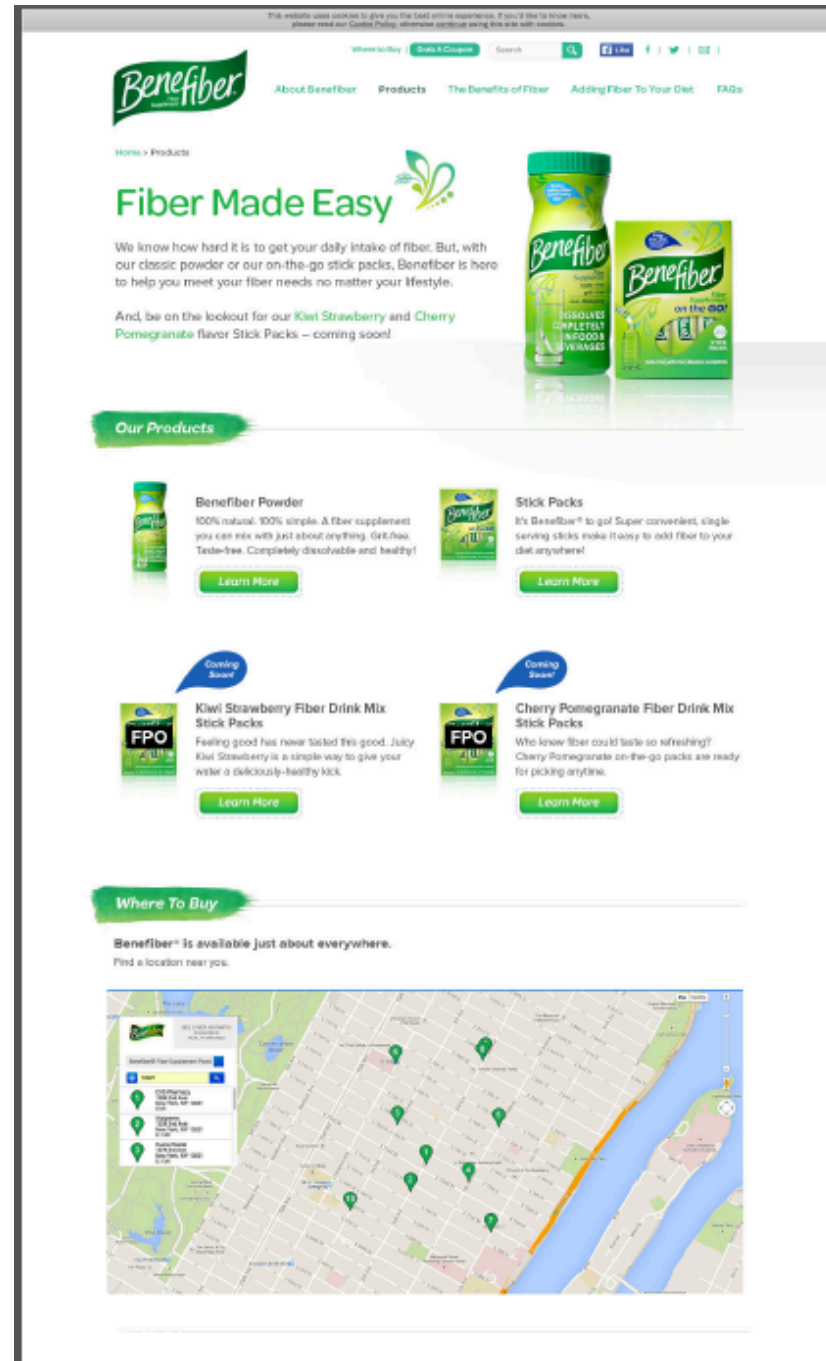 This website uses cookies to give you the best online experience. If you'd like to know more,
please read our Cookie Policy, otherwise continue using this site with cookies.
Where to Buy | Grab A Coupon Search Like
Benefiber
About Benefiber Products The Benefits of Fiber Adding Fiber To Your Diet FAQs
Home > Products
Fiber Made Easy
We know how hard it is to get your daily intake of fiber. But, with
our classic powder or our on-the-go stick packs, Benefiber is here
to help you meet your fiber needs no matter your lifestyle.
And, be on the lookout for our Kiwi Strawberry and Cherry
Pomegranate flavor Stick Packs – coming soon!
Benefiber
DISSOLVES
COMPLETELY
IN FOODS
BEVERAGES
Benefiber
on the GO!
STICK
PACKS
Our Products
Benefiber Powder
100% natural. 100% simple. A fiber supplement
you can mix with just about anything. Grit-free.
Taste-free. Completely dissolvable and healthy!
Learn More
Stick Packs
It's Benefiber® to go! Super convenient, single
serving sticks make it easy to add fiber to your
diet anywhere!
Learn More
Coming
Soon!
FPO
Kiwi Strawberry Fiber Drink Mix
Stick Packs
Feeling good has never tasted this good. Juicy
Kiwi Strawberry is a simple way to give your
water a deliciously-healthy kick.
Learn More
Coming
Soon!
FPO
Cherry Pomegranate Fiber Drink Mix
Stick Packs
Who knew fiber could taste so refreshing?
Cherry Pomegranate on-the-go packs are ready
for picking anytime.
Learn More
Where To Buy
Benefiber® is available just about everywhere.
Find a location near you.